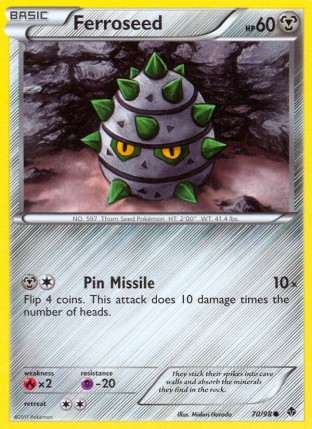 BASIC
Ferroseed
HP60
NO. 597 Thorn Seed Pokémon HT: 2'00" WT: 41.4 lbs.
Pin Missile 10×
Flip 4 coins. This attack does 10 damage times the
number of heads.
weakness resistance
×2 -20
retreat
They stick their spikes into cave
walls and absorb the minerals
they find in the rock.
©2011 Pokémon
Illus. Midori Harada
70/98